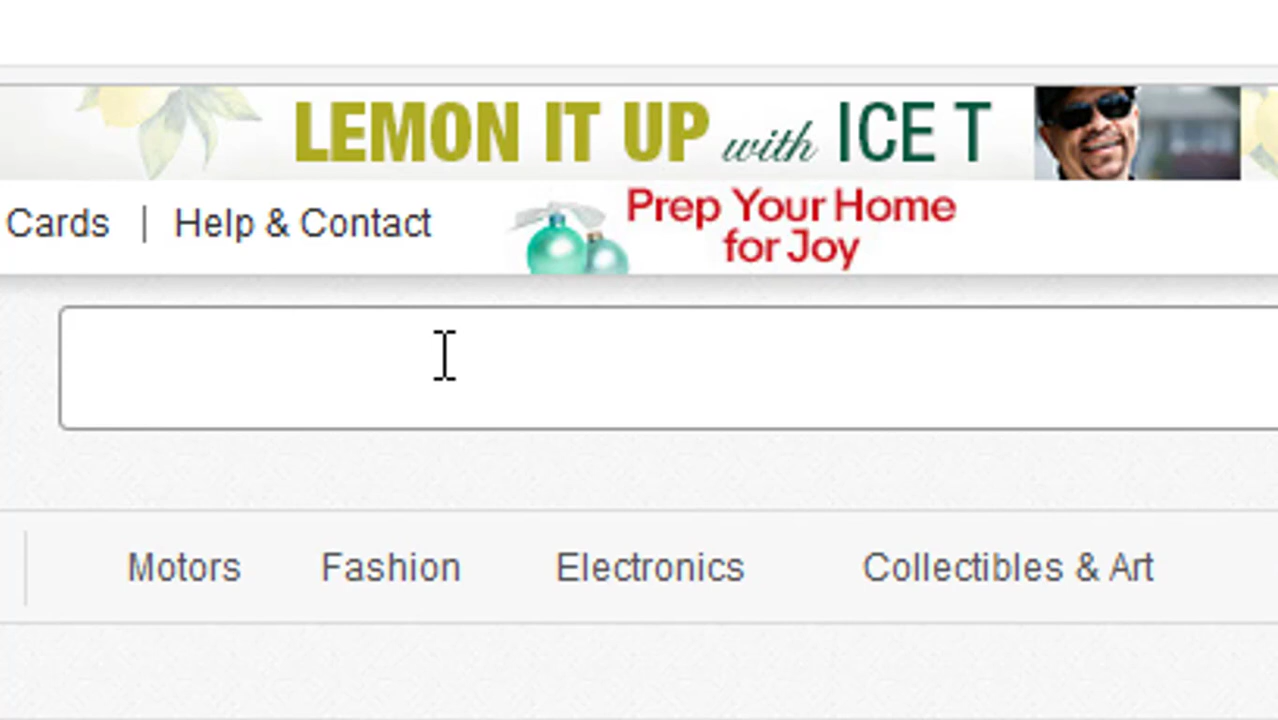 LEMON IT UP with ICE T
Cards | Help & Contact
Prep Your Home
for Joy
Motors Fashion Electronics Collectibles & Art